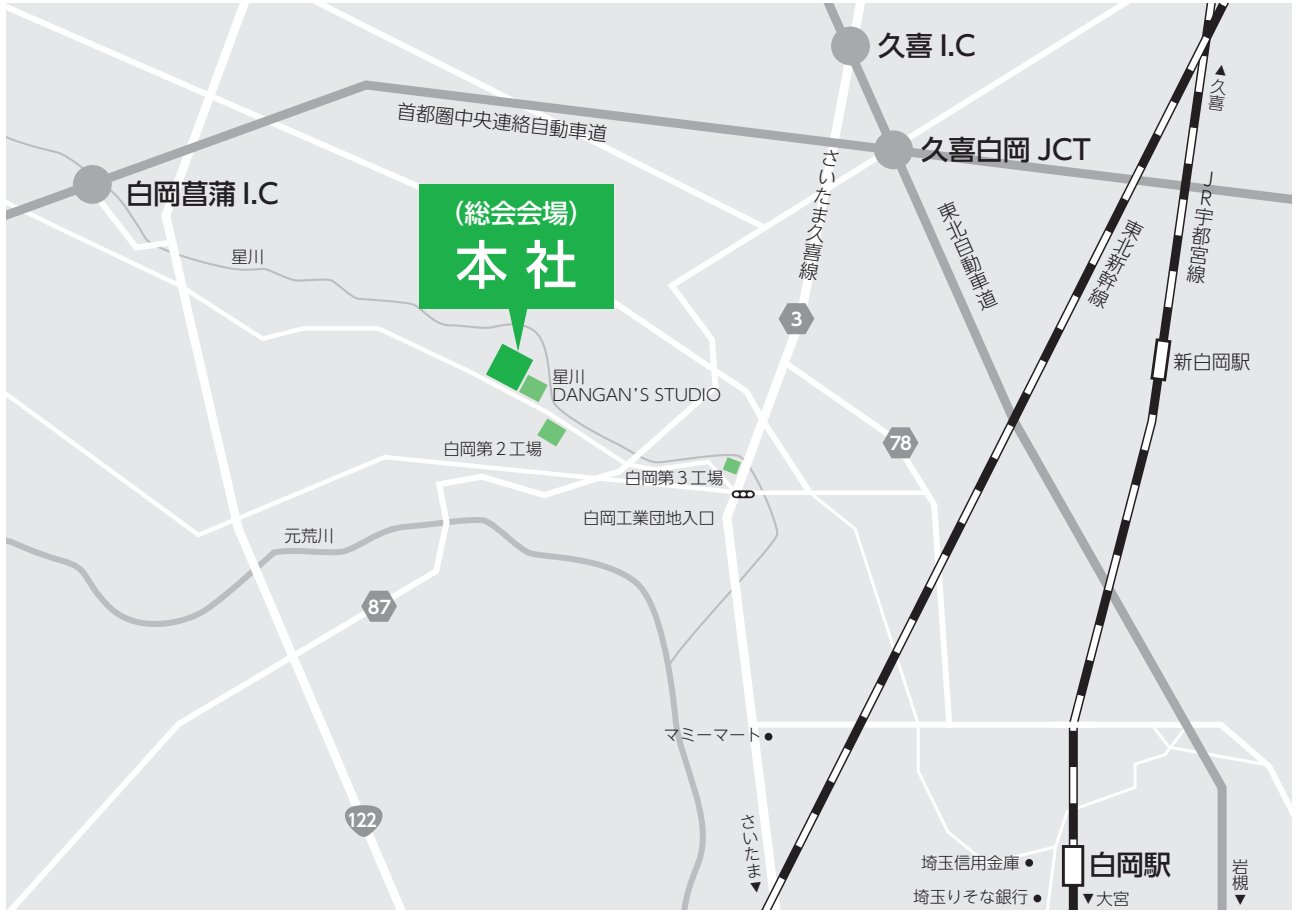 久喜 I.C
▲久喜
首都圏中央連絡自動車道
久喜白岡 JCT
さいたま久喜線
白岡菖蒲 I.C
JR宇都宮線
(総会会場)
本 社
東北自動車道
東北新幹線
星川
3
新白岡駅
星川
DANGAN'S STUDIO
白岡第２工場
78
白岡第３工場
白岡工業団地入口
元荒川
87
マミーマート
122
さいたま▼
埼玉信用金庫
白岡駅
岩槻▼
埼玉りそな銀行
▼大宮